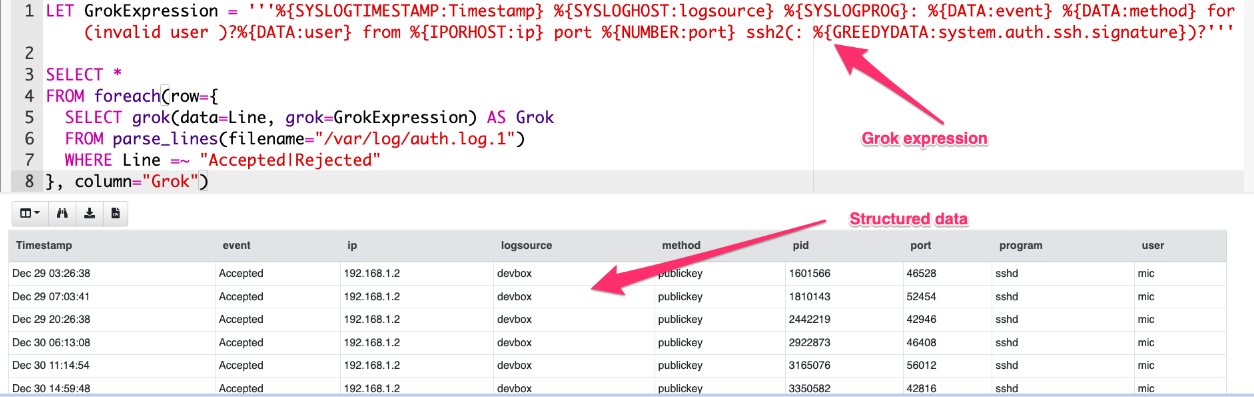 1 LET GrokExpression = '''%{SYSLOGTIMESTAMP:Timestamp} %{SYSLOGHOST:logsource} %{SYSLOGPROG}: %{DATA:event} %{DATA:method} for
(invalid user )?%{DATA:user} from %{IPORHOST:ip} port %{NUMBER:port} ssh2(: %{GREEDYDATA:system.auth.ssh.signature})?'''
2
3 SELECT *
4 FROM foreach(row={
5 SELECT grok(data=Line, grok=GrokExpression) AS Grok
6 FROM parse_lines(filename="/var/log/auth.log.1")
Grok expression
7 WHERE Line =~ "Accepted|Rejected"
8 }, column="Grok")
Structured data
Timestamp event ip logsource method pid port program user
Dec 29 03:26:38 Accepted 192.168.1.2 devbox publickey 1601566 46528 sshd mic
Dec 29 07:03:41 Accepted 192.168.1.2 devbox publickey 1810143 52454 sshd mic
Dec 29 20:26:38 Accepted 192.168.1.2 devbox publickey 2442219 42946 sshd mic
Dec 30 06:13:08 Accepted 192.168.1.2 devbox publickey 2922873 46408 sshd mic
Dec 30 11:14:54 Accepted 192.168.1.2 devbox publickey 3165076 56012 sshd mic
Dec 30 14:59:48 Accepted 192.168.1.2 devbox publickey 3350582 42816 sshd mic